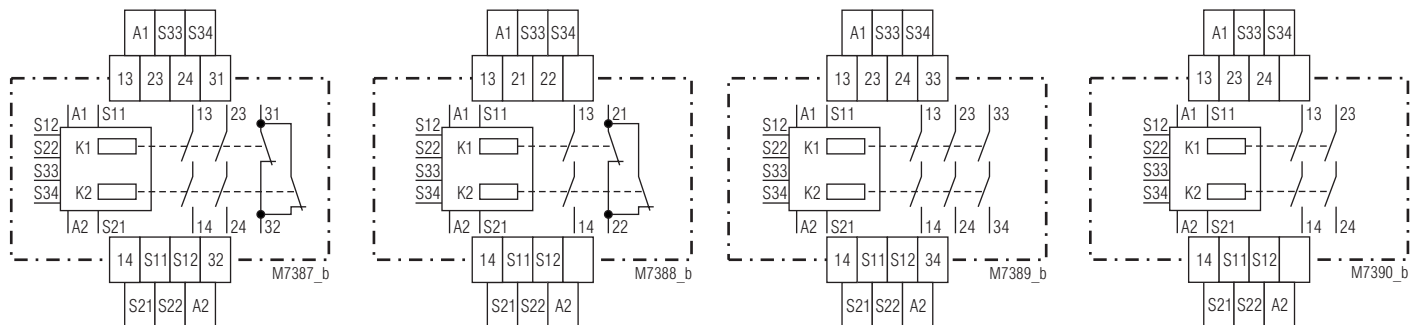 A1 S33 S34
13 23 24 31
A1 S11 13 23 31
S12
S22 K1
S33
S34 K2
A2 S21 14 24 32
14 S11 S12 32
M7387_b
S21 S22 A2
A1 S33 S34
13 21 22
A1 S11 13 21
S12
S22 K1
S33
S34 K2
A2 S21 14 22
14 S11 S12
M7388_b
S21 S22 A2
A1 S33 S34
13 23 24 33
A1 S11 13 23 33
S12
S22 K1
S33
S34 K2
A2 S21 14 24 34
14 S11 S12 34
M7389_b
S21 S22 A2
A1 S33 S34
13 23 24
A1 S11 13 23
S12
S22 K1
S33
S34 K2
A2 S21 14 24
14 S11 S12
M7390_b
S21 S22 A2